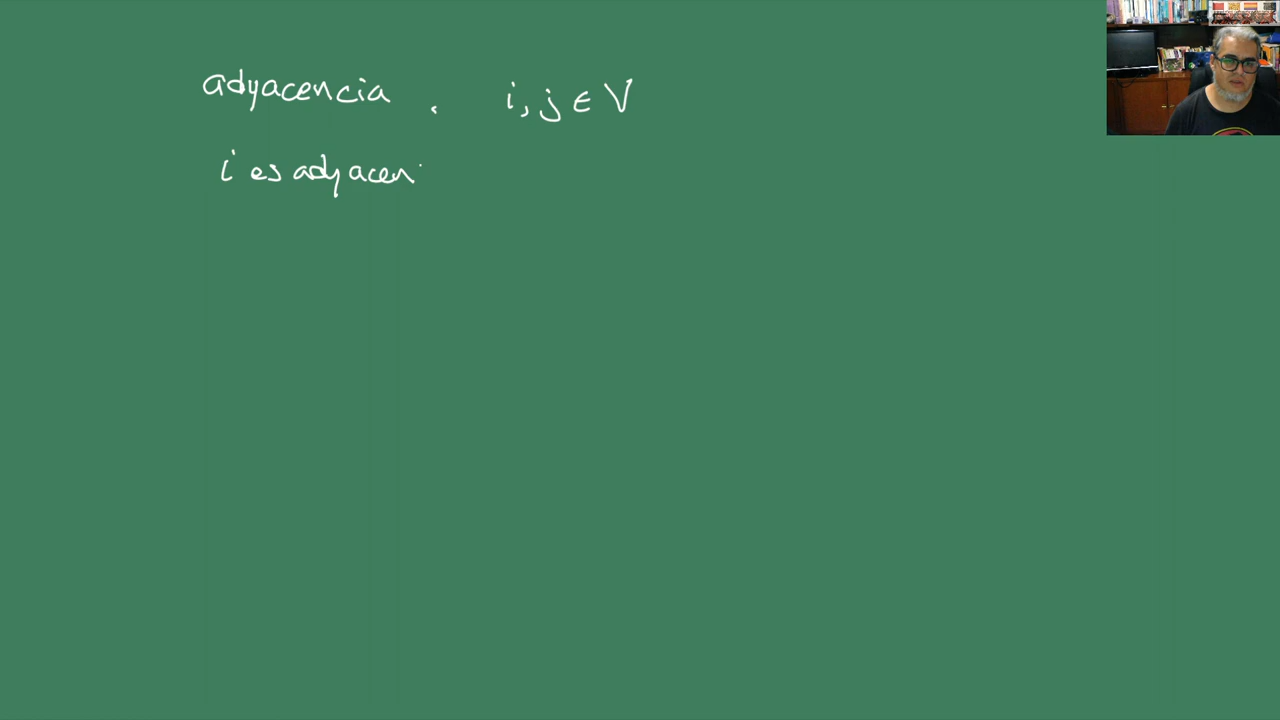 adyacencia . i, j ∈ V
i es adyacen